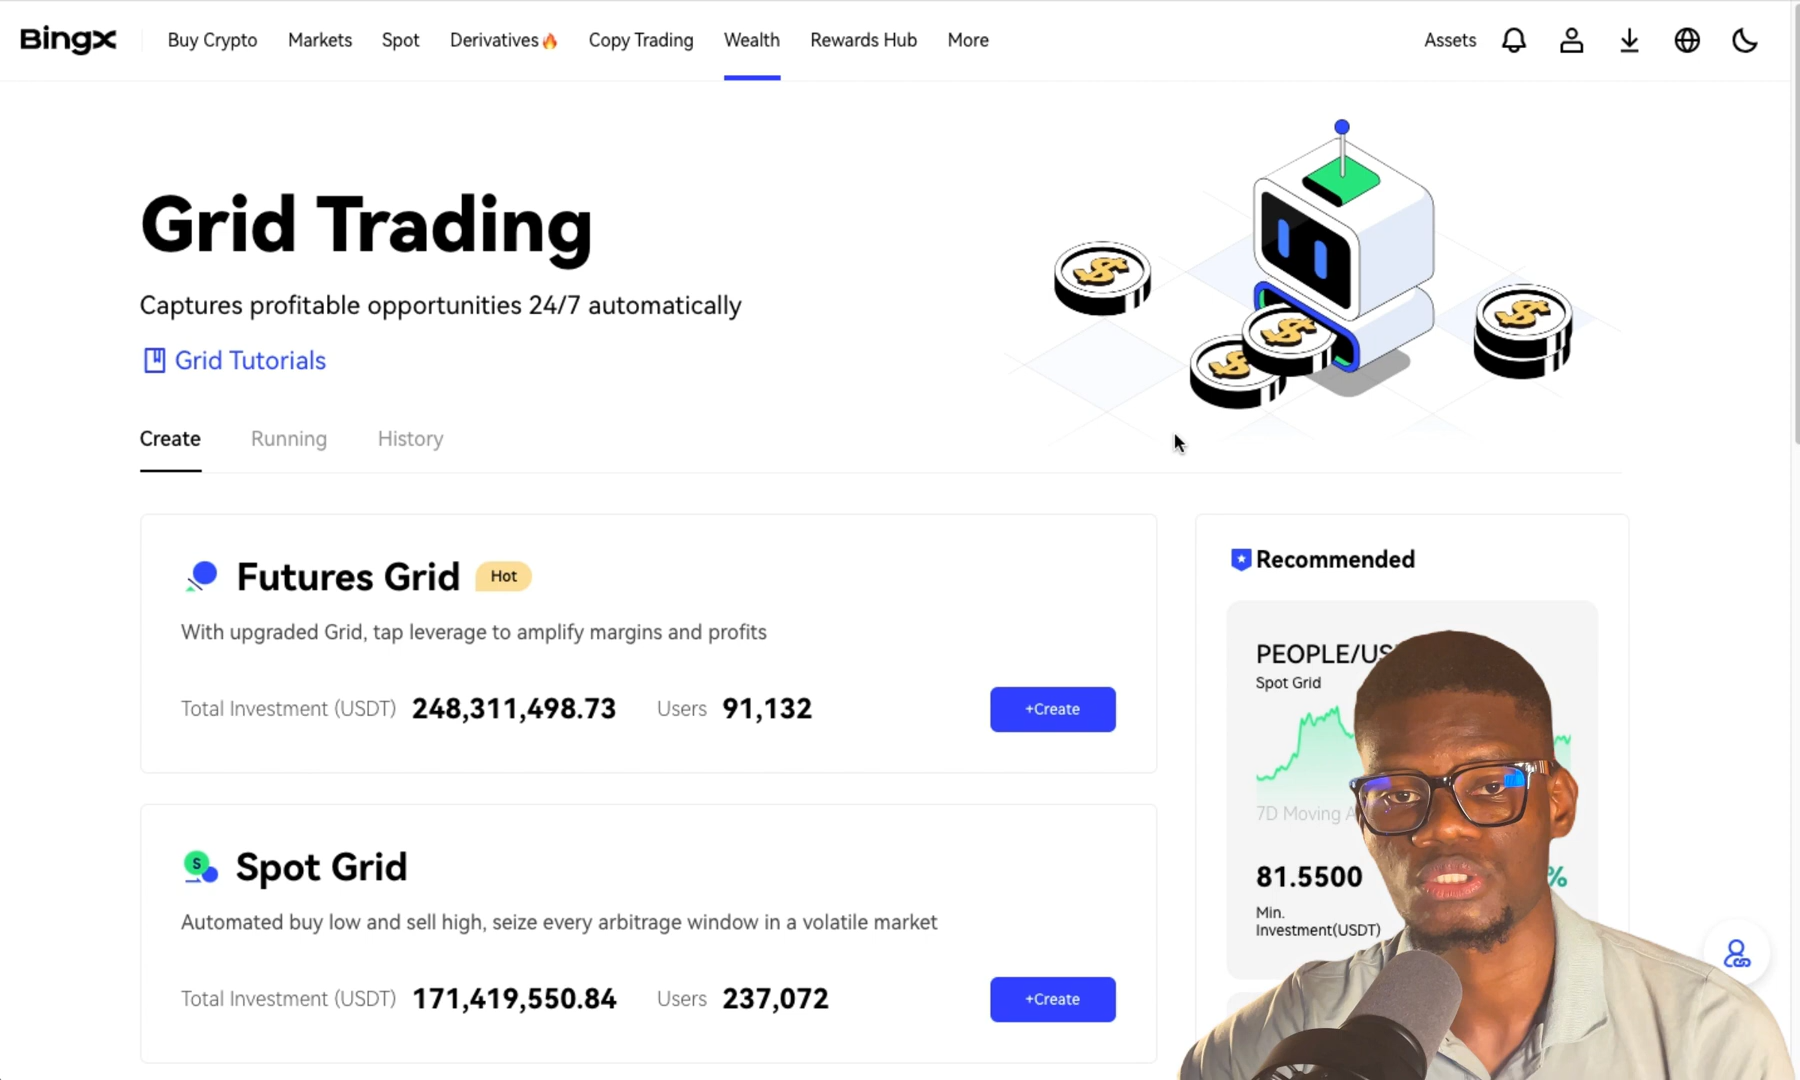 BingX
Buy Crypto Markets Spot Derivatives Copy Trading Wealth Rewards Hub More Assets
Grid Trading
Captures profitable opportunities 24/7 automatically
Grid Tutorials
Create Running History
Futures Grid Hot
With upgraded Grid, tap leverage to amplify margins and profits
Total Investment (USDT) 248,311,498.73 Users 91,132 +Create
Spot Grid
Automated buy low and sell high, seize every arbitrage window in a volatile market
Total Investment (USDT) 171,419,550.84 Users 237,072 +Create
Recommended
PEOPLE/US
Spot Grid
7D Moving
81.5500 %
Min.
Investment(USDT)